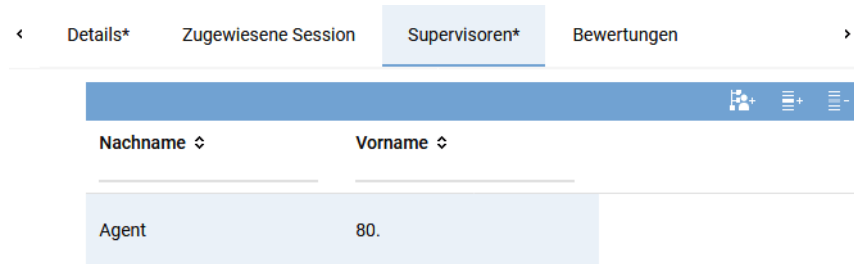 Details* Zugewiesene Session Supervisoren* Bewertungen
Nachname Vorname
Agent 80.